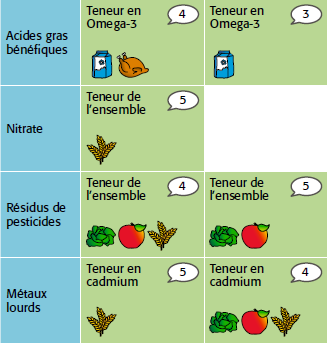 Acides gras
bénéfiques
Teneur en
Omega-3
4
Teneur en
Omega-3
3
Nitrate
Teneur de
l'ensemble
5
Résidus de
pesticides
Teneur de
l'ensemble
4
Teneur de
l'ensemble
5
Métaux
lourds
Teneur en
cadmium
5
Teneur en
cadmium
4